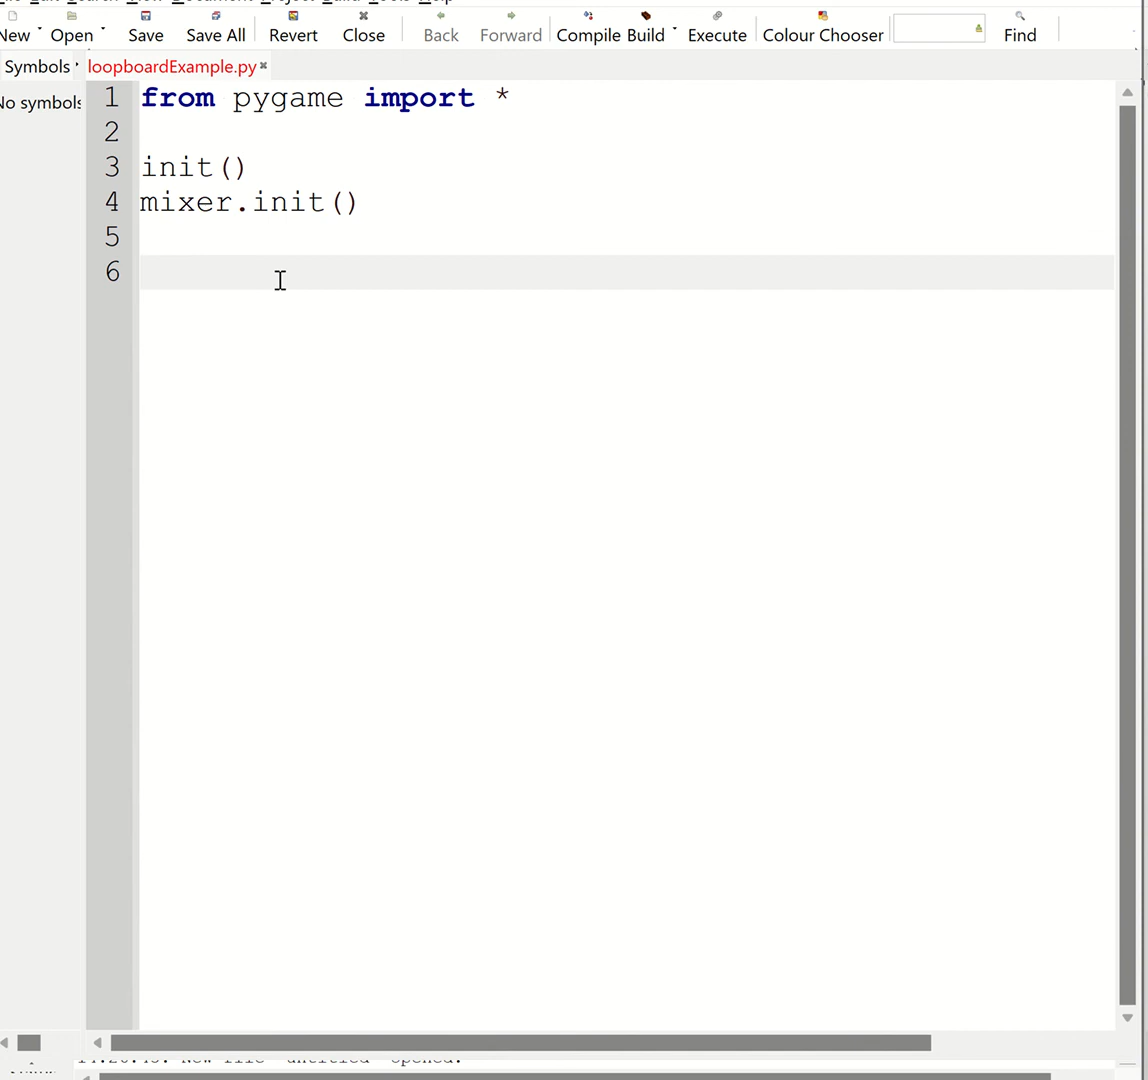 New Open Save Save All Revert Close Back Forward Compile Build Execute Colour Chooser Find
Symbols loopboardExample.py
No symbols
1 from pygame import *
2
3 init()
4 mixer.init()
5
6